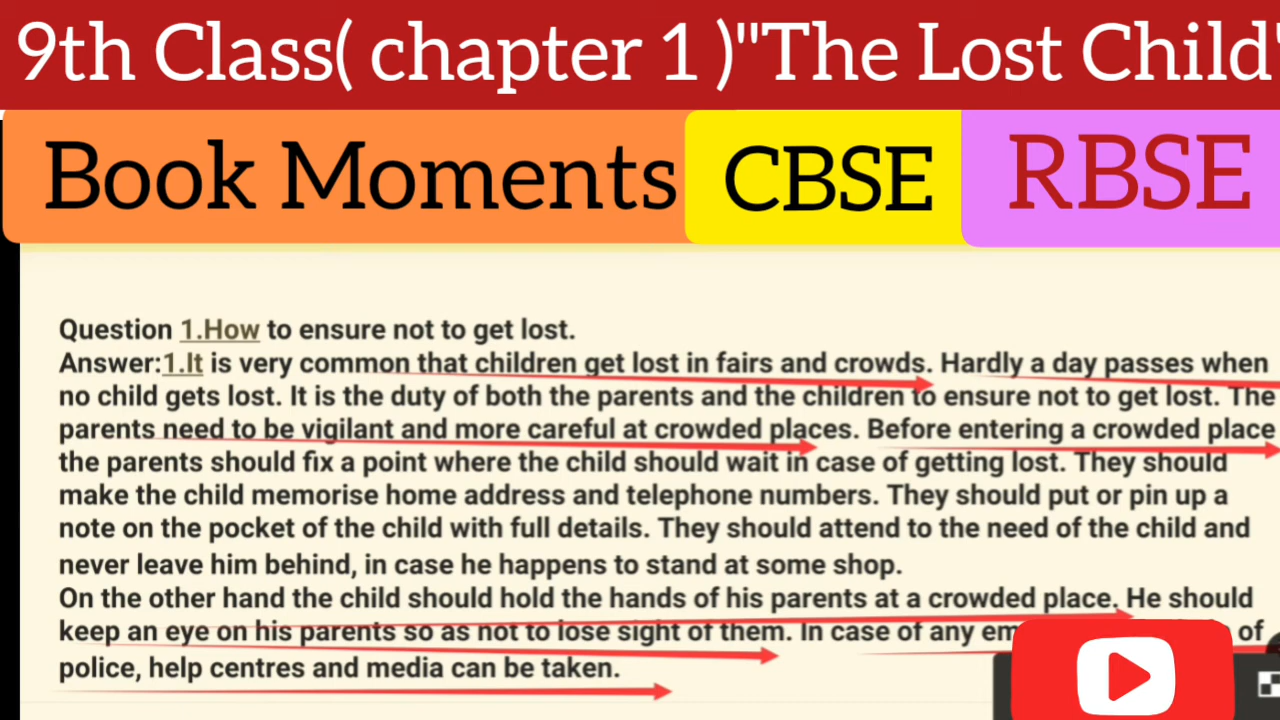 9th Class( chapter 1 )"The Lost Child"
Book Moments CBSE RBSE
Question 1.How to ensure not to get lost.
Answer:1.It is very common that children get lost in fairs and crowds. Hardly a day passes when
no child gets lost. It is the duty of both the parents and the children to ensure not to get lost. The
parents need to be vigilant and more careful at crowded places. Before entering a crowded place
the parents should fix a point where the child should wait in case of getting lost. They should
make the child memorise home address and telephone numbers. They should put or pin up a
note on the pocket of the child with full details. They should attend to the need of the child and
never leave him behind, in case he happens to stand at some shop.
On the other hand the child should hold the hands of his parents at a crowded place. He should
keep an eye on his parents so as not to lose sight of them. In case of any of
police, help centres and media can be taken.